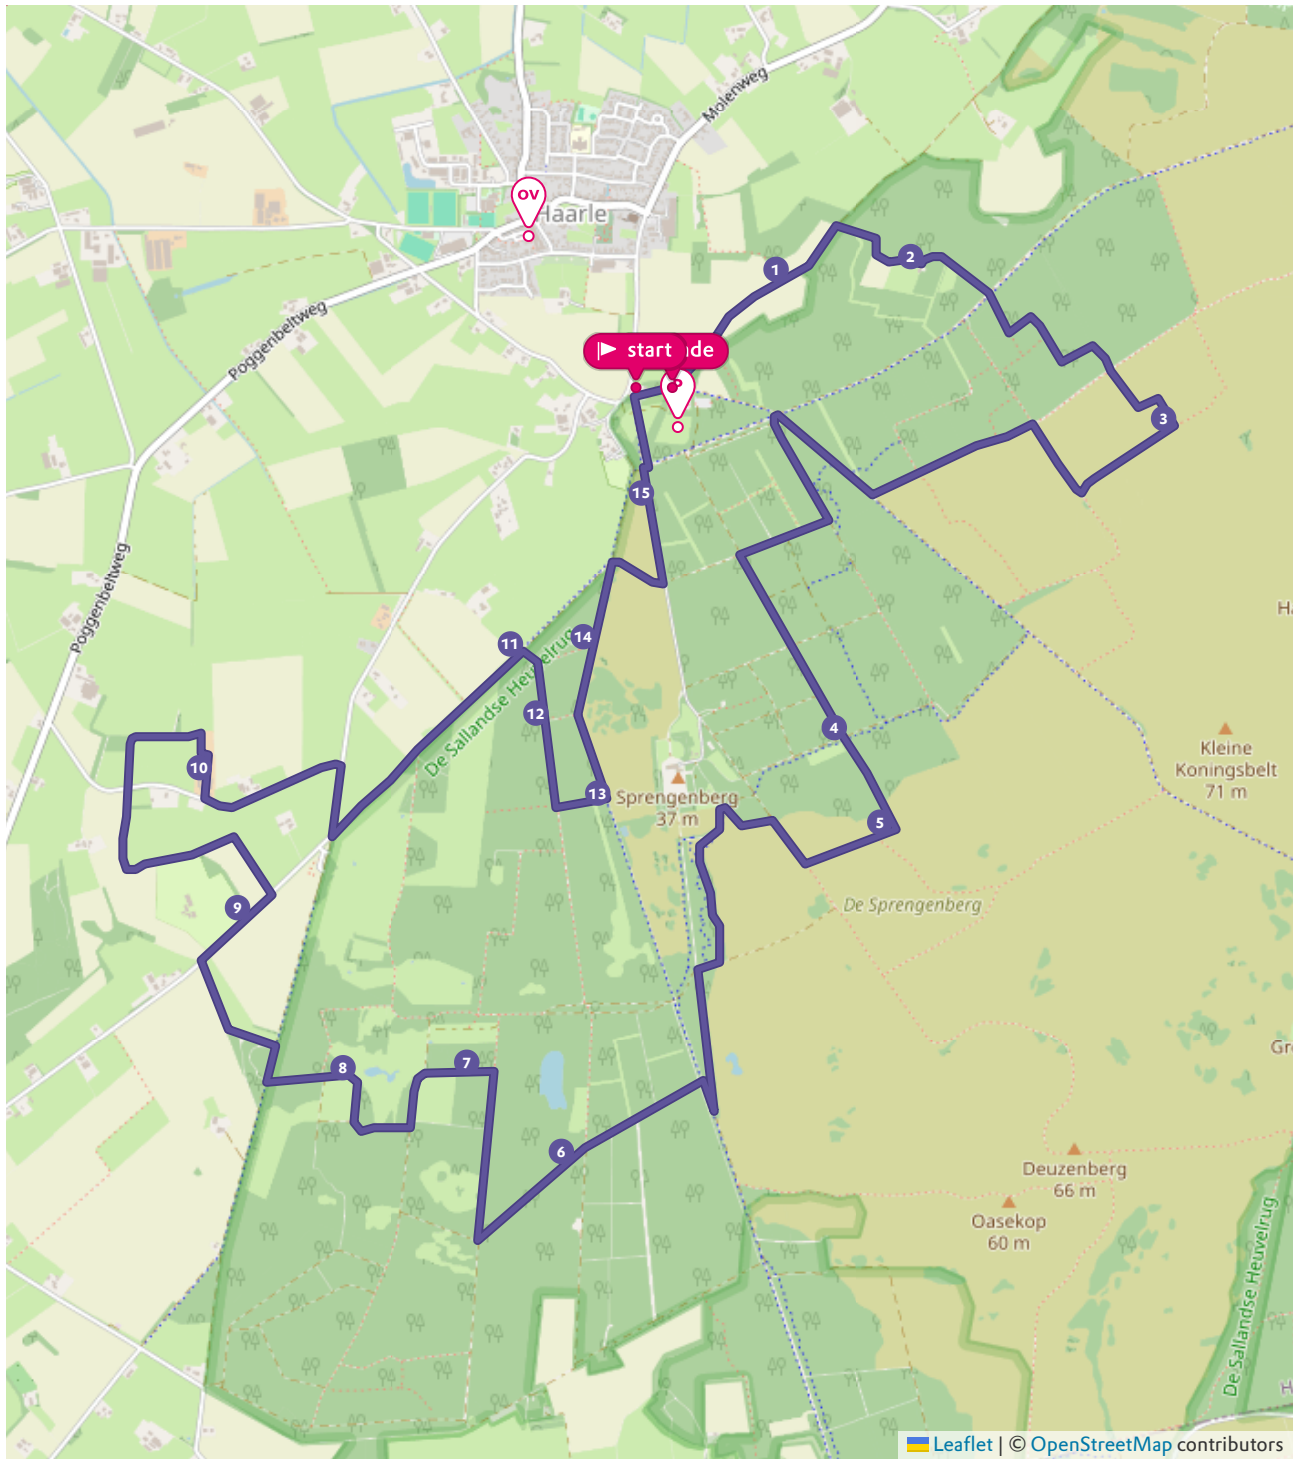 Molenweg
OV
Haarle
1
2
Poggenbeltweg
start
de
3
15
Poggenbeltweg
14
11
De Sallandse Heuvelrug
12
4
Kleine
Koningsbelt
71 m
10
13
Sprengenberg
37 m
5
De Sprengenberg
9
8
7
6
Deuzenberg
66 m
Oasekop
60 m
De Sallandse Heuvelrug
Leaflet | © OpenStreetMap contributors